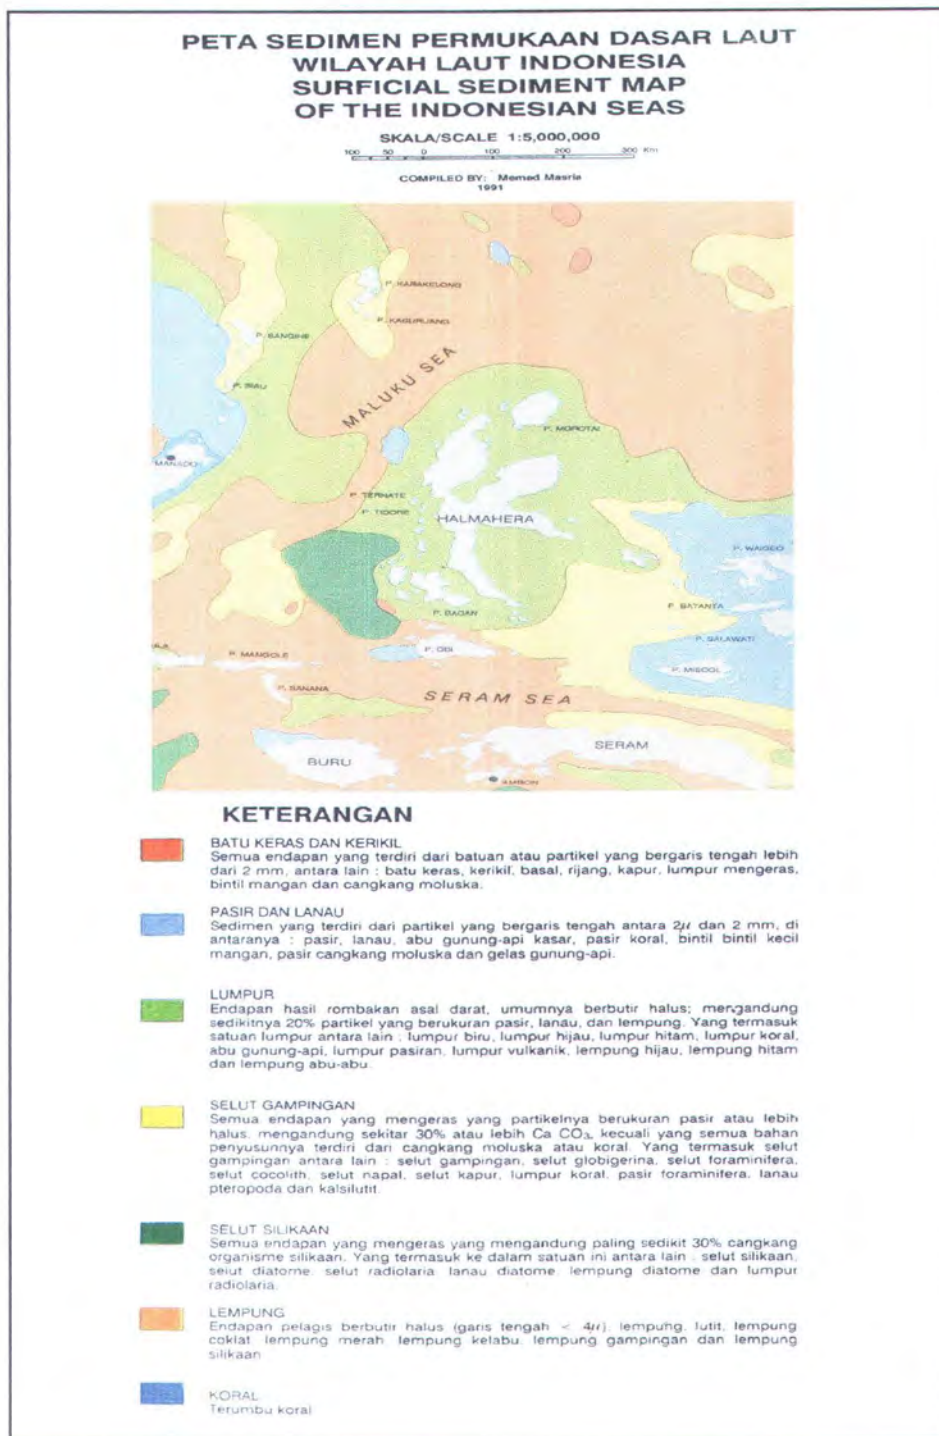 PETA SEDIMEN PERMUKAAN DASAR LAUT
WILAYAH LAUT INDONESIA
SURFICIAL SEDIMENT MAP
OF THE INDONESIAN SEAS
SKALA/SCALE 1:5,000,000
100 50 0 100 200 300 Km
COMPILED BY: Memed Masria
1991
P. KARAKELONG
P. KAGURUANG
P. SANGIHE
P. SIAU
MALUKU SEA
P. MOROTAI
MANADO
P. TERNATE
P. TIDORE
HALMAHERA
P. WAIGEO
P. BATANTA
P. BACAN
P. SALAWATI
P. MANGOLE
P. OBI
P. MISOOL
P. SANANA
SERAM SEA
SERAM
BURU
AMBON
KETERANGAN
BATU KERAS DAN KERIKIL
Semua endapan yang terdiri dari batuan atau partikel yang bergaris tengah lebih
dari 2 mm, antara lain : batu keras, kerikil, basal, rijang, kapur, lumpur mengeras,
bintil mangan dan cangkang moluska.
PASIR DAN LANAU
Sedimen yang terdiri dari partikel yang bergaris tengah antara 2μ dan 2 mm, di
antaranya : pasir, lanau, abu gunung-api kasar, pasir koral, bintil bintil kecil
mangan, pasir cangkang moluska dan gelas gunung-api.
LUMPUR
Endapan hasil rombakan asal darat, umumnya berbutir halus; mengandung
sedikitnya 20% partikel yang berukuran pasir, lanau, dan lempung. Yang termasuk
satuan lumpur antara lain : lumpur biru, lumpur hijau, lumpur hitam, lumpur koral,
abu gunung-api, lumpur pasiran, lumpur vulkanik, lempung hijau, lempung hitam
dan lempung abu-abu.
SELUT GAMPINGAN
Semua endapan yang mengeras yang partikelnya berukuran pasir atau lebih
halus, mengandung sekitar 30% atau lebih Ca CO₃, kecuali yang semua bahan
penyusunnya terdiri dari cangkang moluska atau koral. Yang termasuk selut
gampingan antara lain : selut gampingan, selut globigerina, selut foraminifera,
selut cocolith, selut napal, selut kapur, lumpur koral, pasir foraminifera, lanau
pteropoda dan kalsilutit.
SELUT SILIKAAN
Semua endapan yang mengeras yang mengandung paling sedikit 30% cangkang
organisme silikaan. Yang termasuk ke dalam satuan ini antara lain : selut silikaan,
selut diatome, selut radiolaria, lanau diatome, lempung diatome dan lumpur
radiolaria.
LEMPUNG
Endapan pelagis berbutir halus (garis tengah < 4μ), lempung, lutit, lempung
coklat, lempung merah, lempung kelabu, lempung gampingan dan lempung
silikaan
KORAL
Terumbu koral